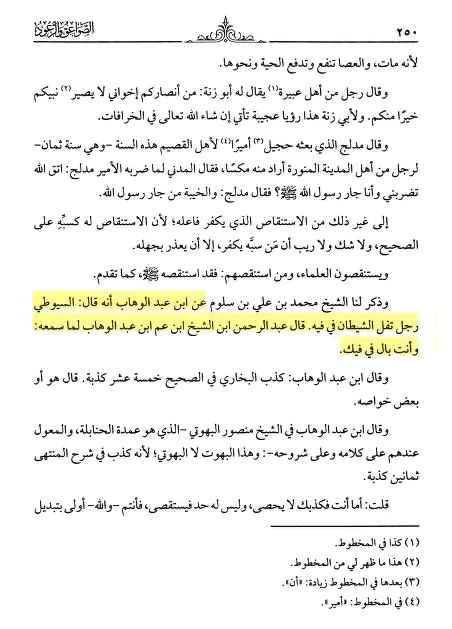 ٢٥٠ الصواعق والرعود
لأنه مات، والعصا تنفع وتدفع الحية ونحوها.
وقال رجل من أهل عبيرة(١) يقال له أبو زنة: من أنصاركم إخواني لا يصير(٢) نبيكم
خيرًا منكم. ولأبي زنة هذا رؤيا عجيبة تأتي إن شاء الله تعالى في الخرافات.
وقال مدلج الذي بعثه حجيل(٣) أميرًا(٤) لأهل القصيم هذه السنة -وهي سنة ثمان-
لرجل من أهل المدينة المنورة أراد منه مكسًا، فقال المدني لما ضربه الأمير مدلج: اتق الله
تضربني وأنا جار رسول الله ﷺ؟ فقال مدلج: والخيبة من جار رسول الله.
إلى غير ذلك من الاستنقاص الذي يكفر فاعله؛ لأن الاستنقاص له كسبِّهِ على
الصحيح، ولا شك ولا ريب أن مَن سبَّه يكفر، إلا أن يعذر بجهله.
ويستنقصون العلماء، ومن استنقصهم: فقد استنقصه ﷺ، كما تقدم.
وذكر لنا الشيخ محمد بن علي بن سلوم عن ابن عبد الوهاب أنه قال: السيوطي
رجل تفل الشيطان في فيه. قال عبد الرحمن ابن الشيخ ابن عم ابن عبد الوهاب لما سمعه:
وأنت بال في فيك.
وقال ابن عبد الوهاب: كذب البخاري في الصحيح خمسة عشر كذبة. قال هو أو
بعض خواصه.
وقال ابن عبد الوهاب في الشيخ منصور البهوتي -الذي هو عمدة الحنابلة، والمعول
عندهم على كلامه وعلى شروحه-: وهذا البهوت لا البهوتي؛ لأنه كذب في شرح المنتهى
ثمانين كذبة.
قلت: أما أنت فكذبك لا يحصى، وليس له حد فيستقصى، فأنتم -والله- أولى بتبديل
(١) كذا في المخطوط.
(٢) هذا ما ظهر لي من المخطوط.
(٣) بعدها في المخطوط زيادة: «أن».
(٤) في المخطوط: «أمير».